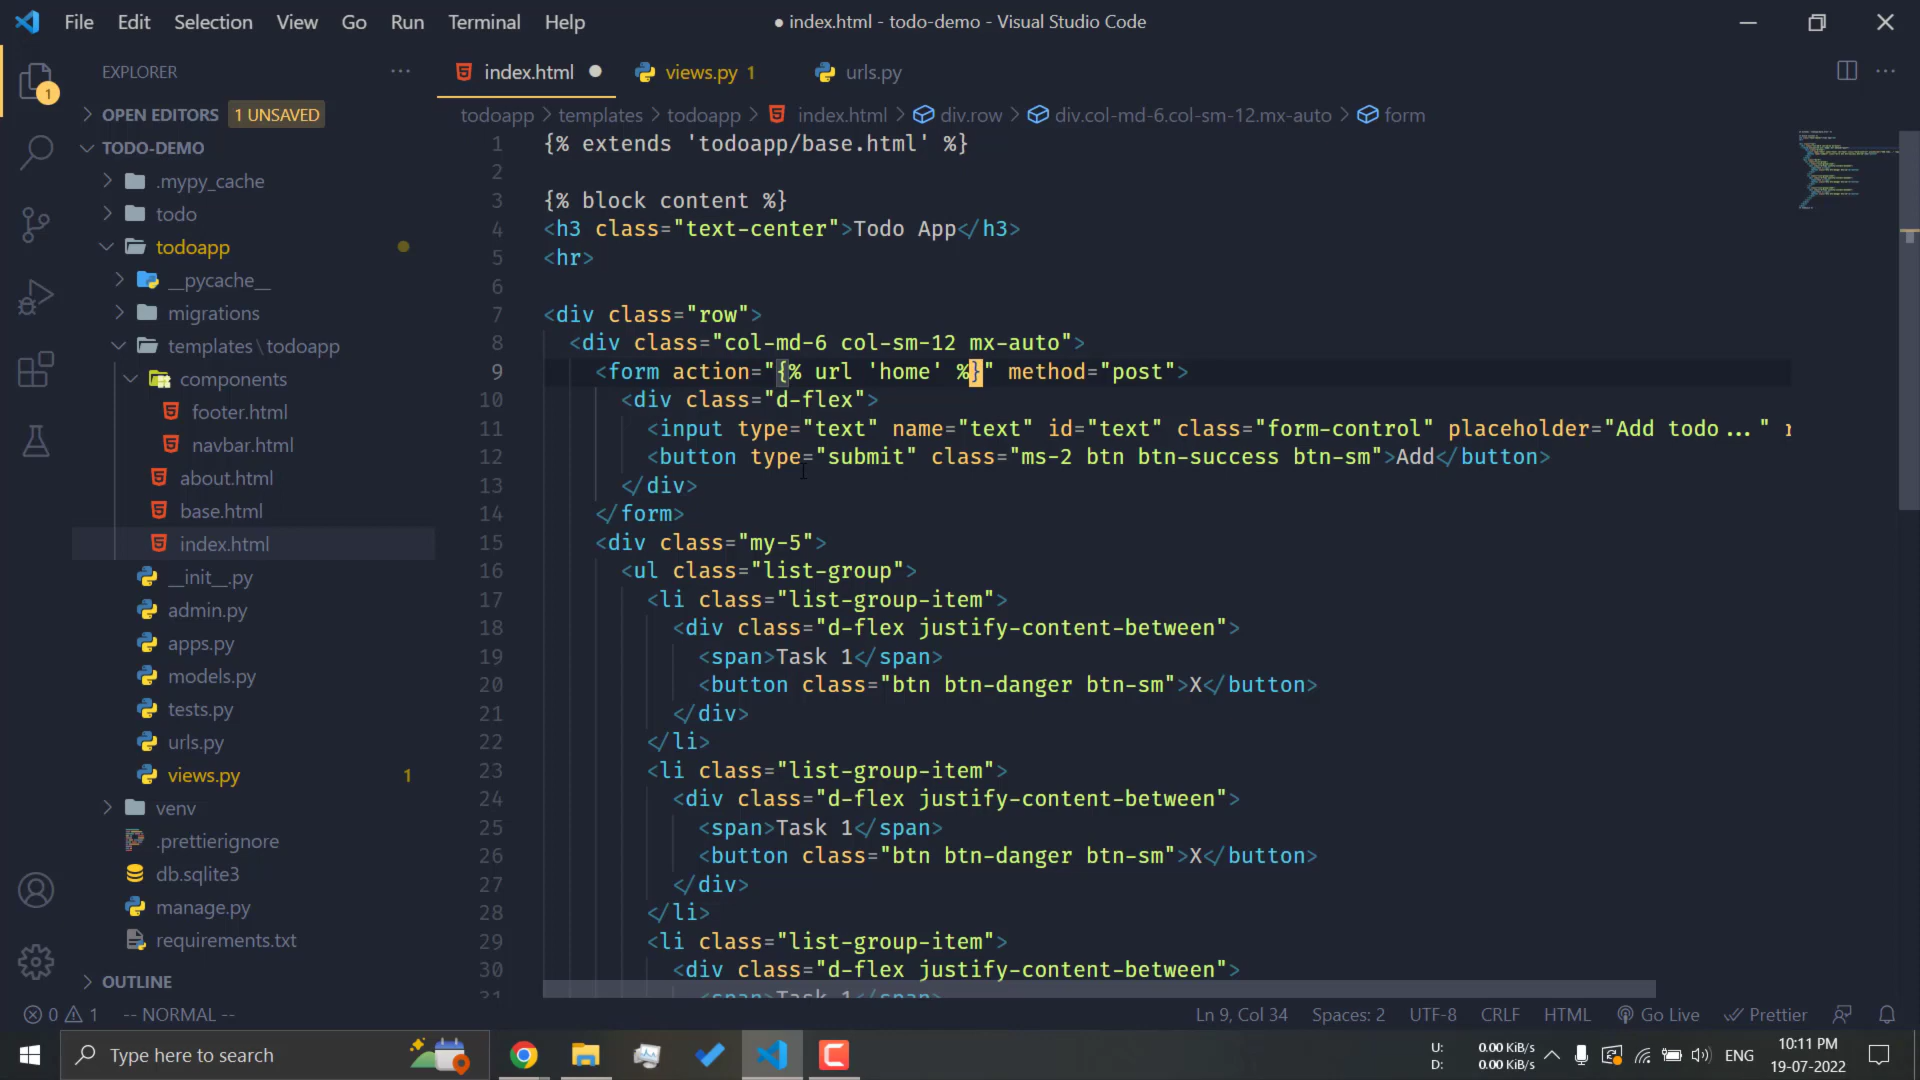 File Edit Selection View Go Run Terminal Help
● index.html - todo-demo - Visual Studio Code
EXPLORER
index.html
views.py 1
urls.py
OPEN EDITORS 1 UNSAVED
todoapp > templates > todoapp > index.html > div.row > div.col-md-6.col-sm-12.mx-auto > form
TODO-DEMO
.mypy_cache
todo
todoapp
__pycache__
migrations
templates\todoapp
components
footer.html
navbar.html
about.html
base.html
index.html
__init__.py
admin.py
apps.py
models.py
tests.py
urls.py
views.py 1
venv
.prettierignore
db.sqlite3
manage.py
requirements.txt
OUTLINE
1 {% extends 'todoapp/base.html' %}
2
3 {% block content %}
4 <h3 class="text-center">Todo App</h3>
5 <hr>
6
7 <div class="row">
8 <div class="col-md-6 col-sm-12 mx-auto">
9 <form action="{% url 'home' %}" method="post">
10 <div class="d-flex">
11 <input type="text" name="text" id="text" class="form-control" placeholder="Add todo..."
12 <button type="submit" class="ms-2 btn btn-success btn-sm">Add</button>
13 </div>
14 </form>
15 <div class="my-5">
16 <ul class="list-group">
17 <li class="list-group-item">
18 <div class="d-flex justify-content-between">
19 <span>Task 1</span>
20 <button class="btn btn-danger btn-sm">X</button>
21 </div>
22 </li>
23 <li class="list-group-item">
24 <div class="d-flex justify-content-between">
25 <span>Task 1</span>
26 <button class="btn btn-danger btn-sm">X</button>
27 </div>
28 </li>
29 <li class="list-group-item">
30 <div class="d-flex justify-content-between">
31 <span>Task 1</span>
0 1 -- NORMAL --
Ln 9, Col 34 Spaces: 2 UTF-8 CRLF HTML Go Live Prettier
Type here to search
U: 0.00 KiB/s
D: 0.00 KiB/s
ENG
10:11 PM
19-07-2022